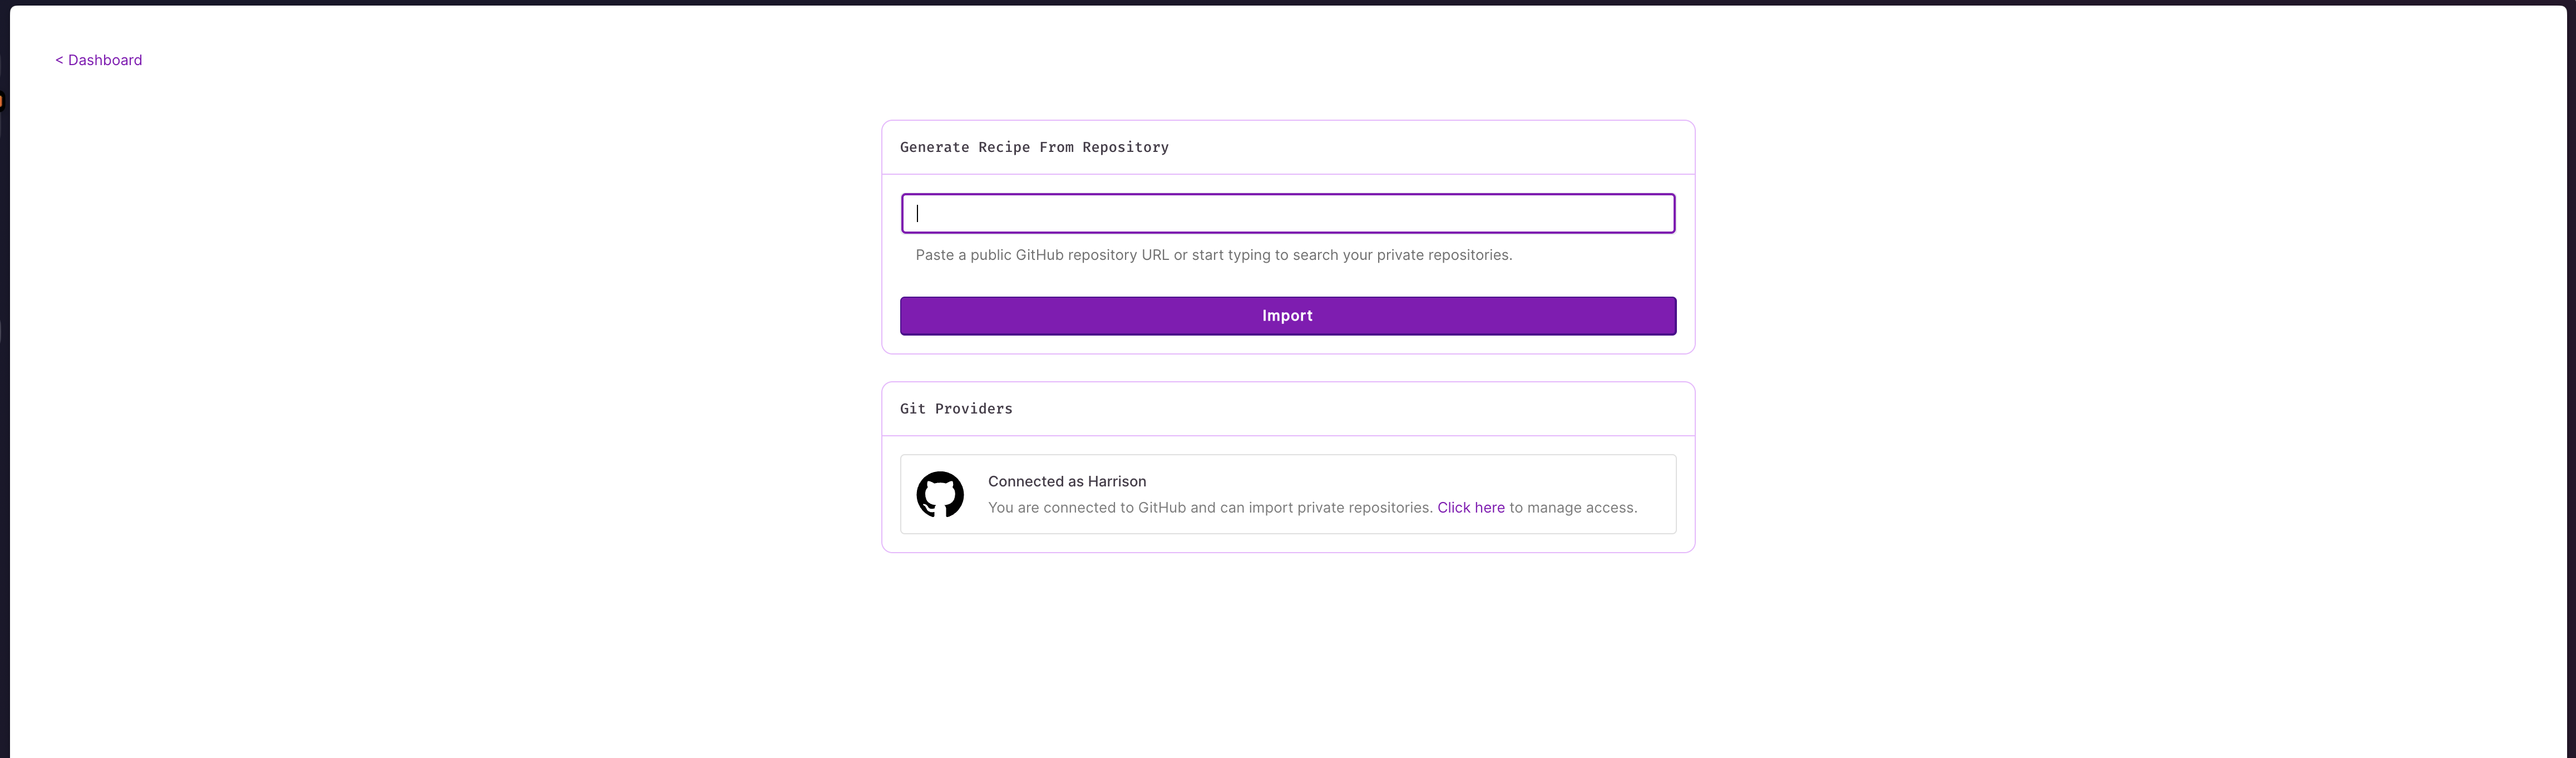 < Dashboard
Generate Recipe From Repository
Paste a public GitHub repository URL or start typing to search your private repositories.
Import
Git Providers
Connected as Harrison
You are connected to GitHub and can import private repositories. Click here to manage access.